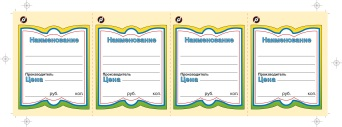 Наименование Наименование Наименование Наименование
Производитель Производитель Производитель Производитель
Цена Цена Цена Цена
руб. коп. руб. коп. руб. коп. руб. коп.